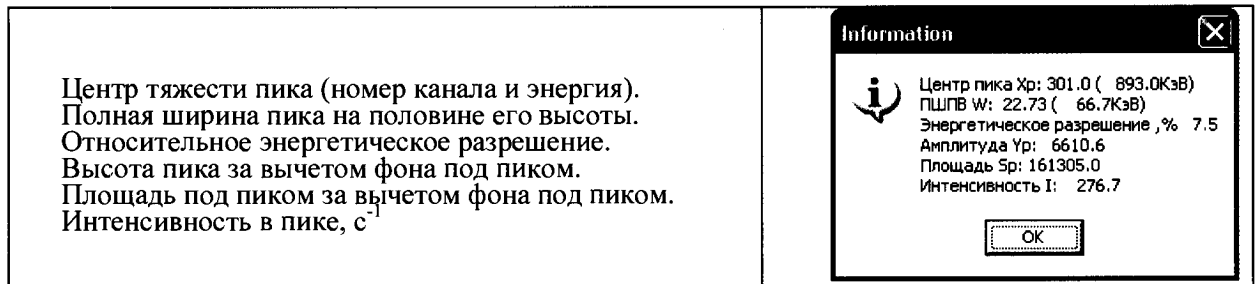 Центр тяжести пика (номер канала и энергия).
Полная ширина пика на половине его высоты.
Относительное энергетическое разрешение.
Высота пика за вычетом фона под пиком.
Площадь под пиком за вычетом фона под пиком.
Интенсивность в пике, с⁻¹
Information
Центр пика Xp: 301.0 ( 893.0КэВ)
ПШПВ W: 22.73 ( 66.7КэВ)
Энергетическое разрешение ,% 7.5
Амплитуда Yp: 6610.6
Площадь Sp: 161305.0
Интенсивность I: 276.7
OK